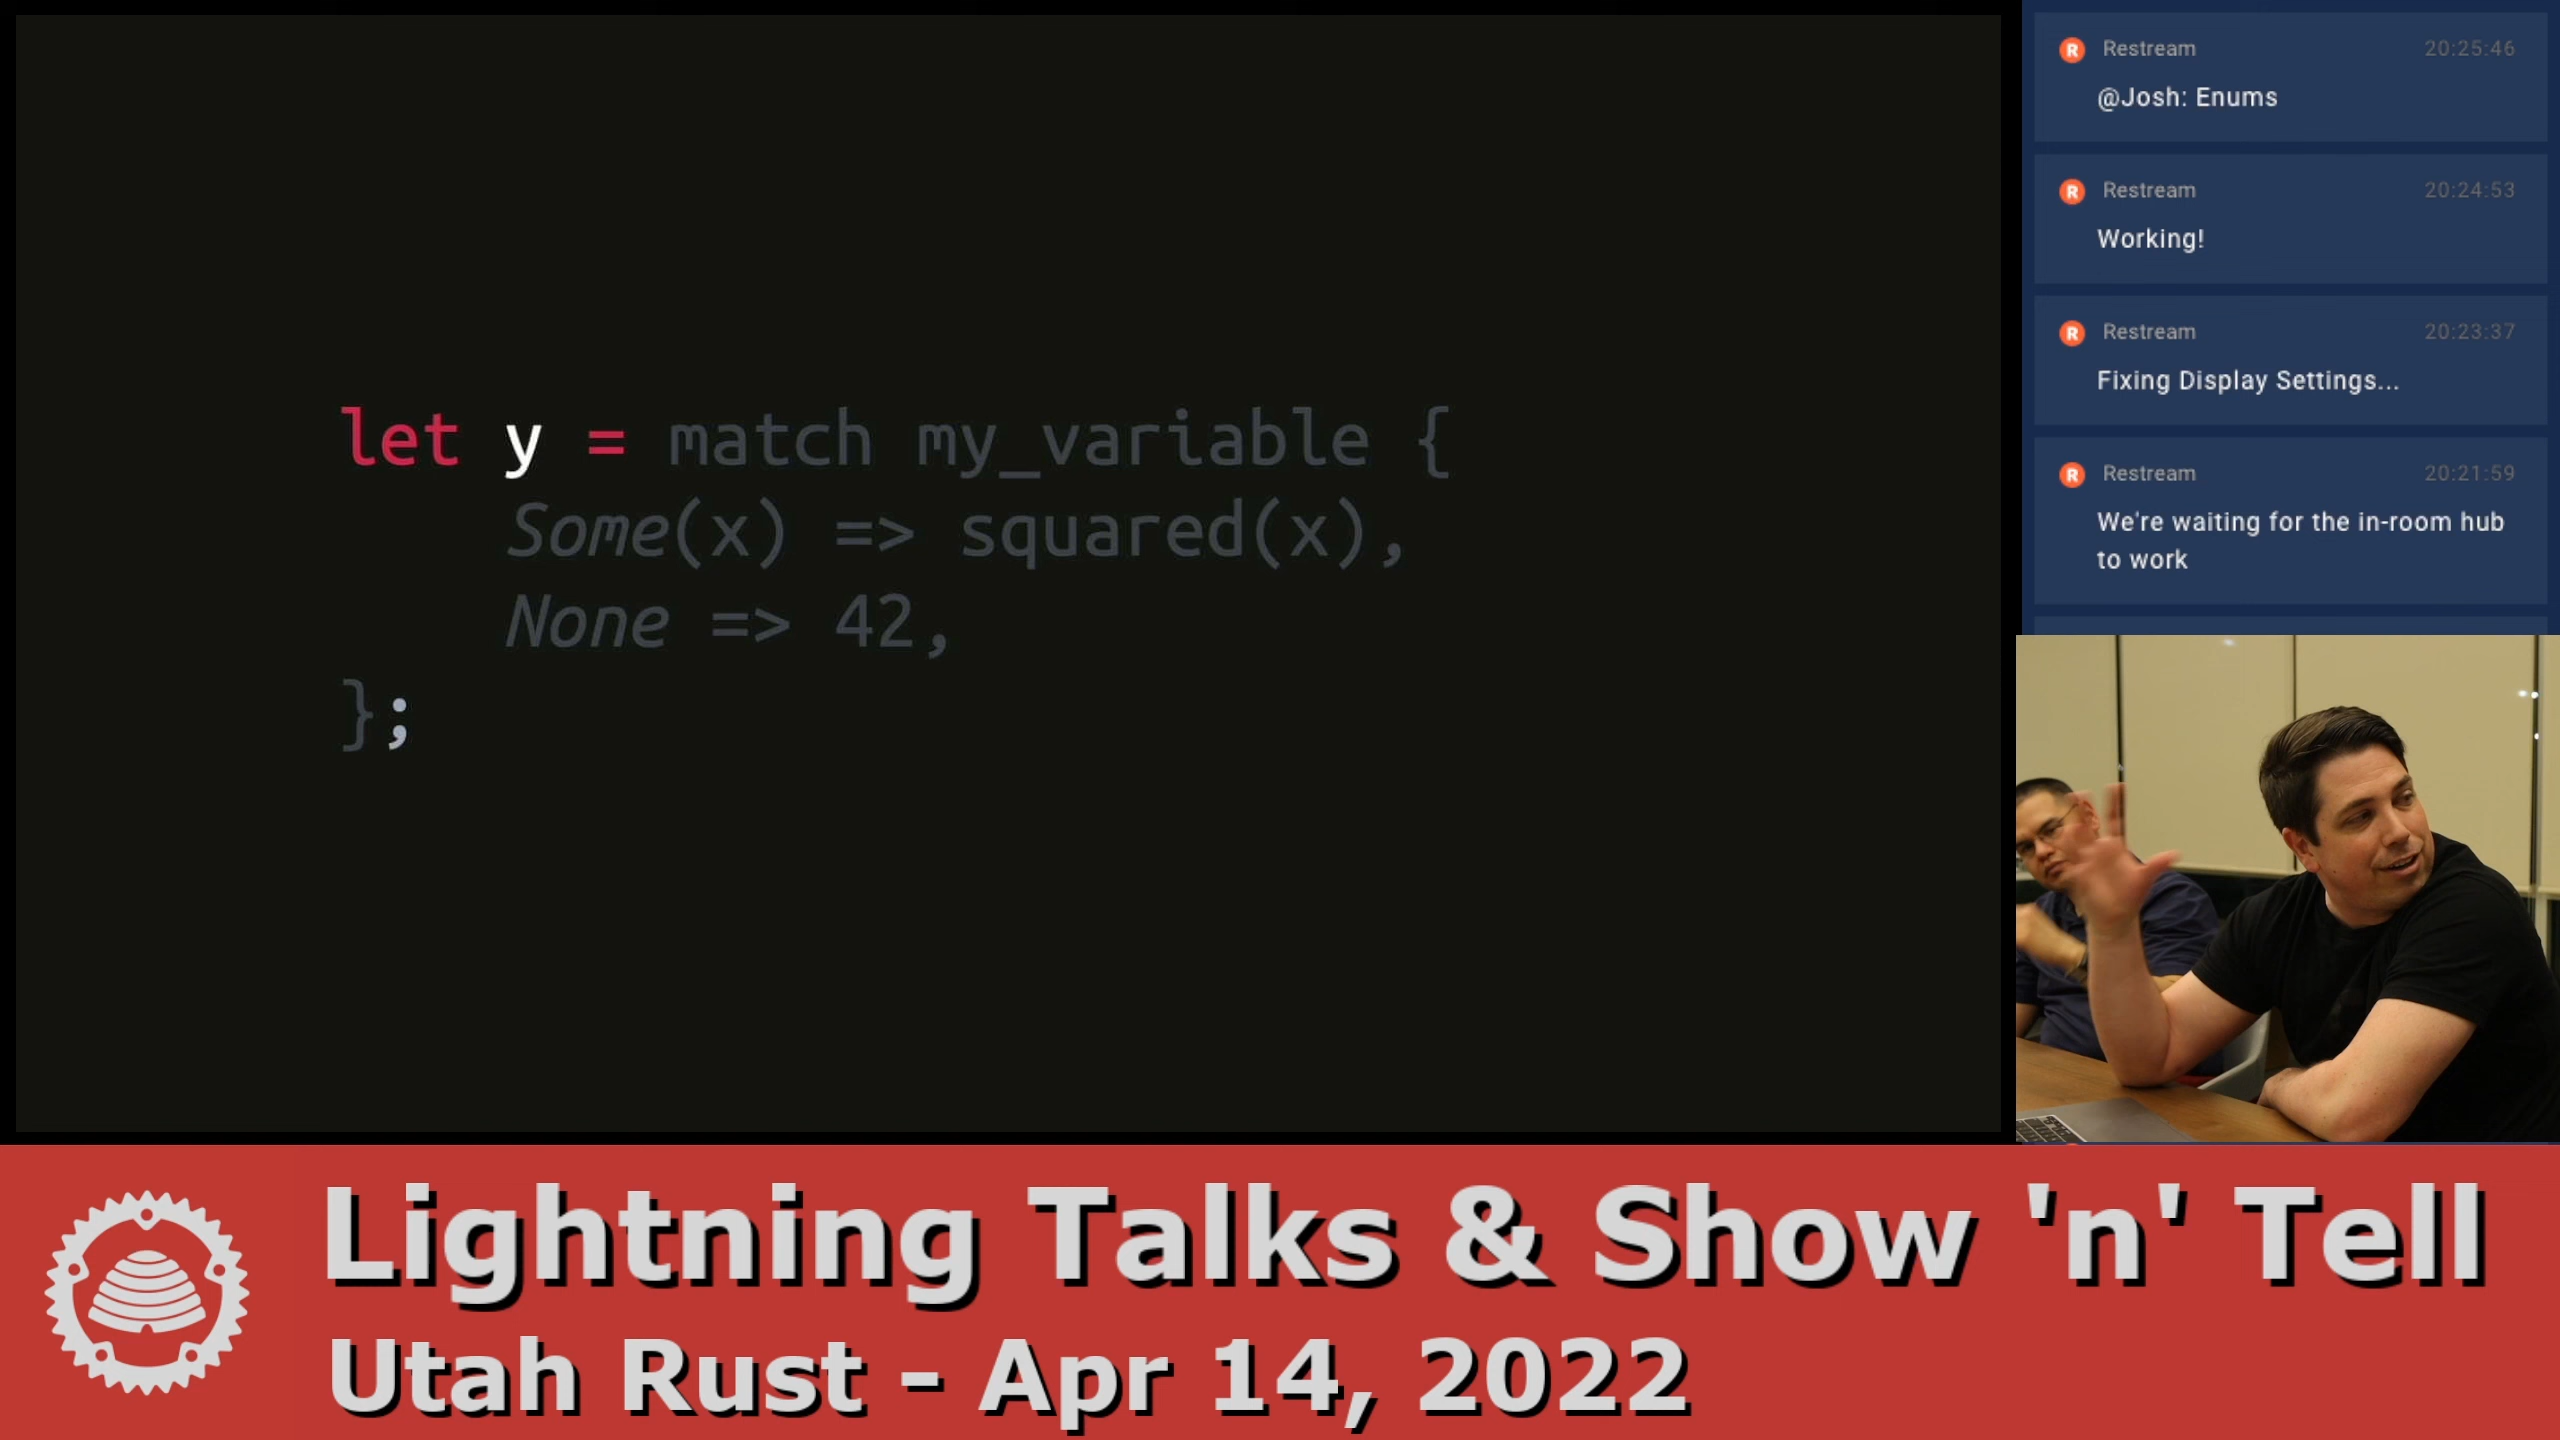 let y = match my_variable {
Some(x) => squared(x),
None => 42,
};
R Restream 20:25:46
@Josh: Enums
R Restream 20:24:53
Working!
R Restream 20:23:37
Fixing Display Settings...
R Restream 20:21:59
We're waiting for the in-room hub
to work
Lightning Talks & Show 'n' Tell
Utah Rust - Apr 14, 2022